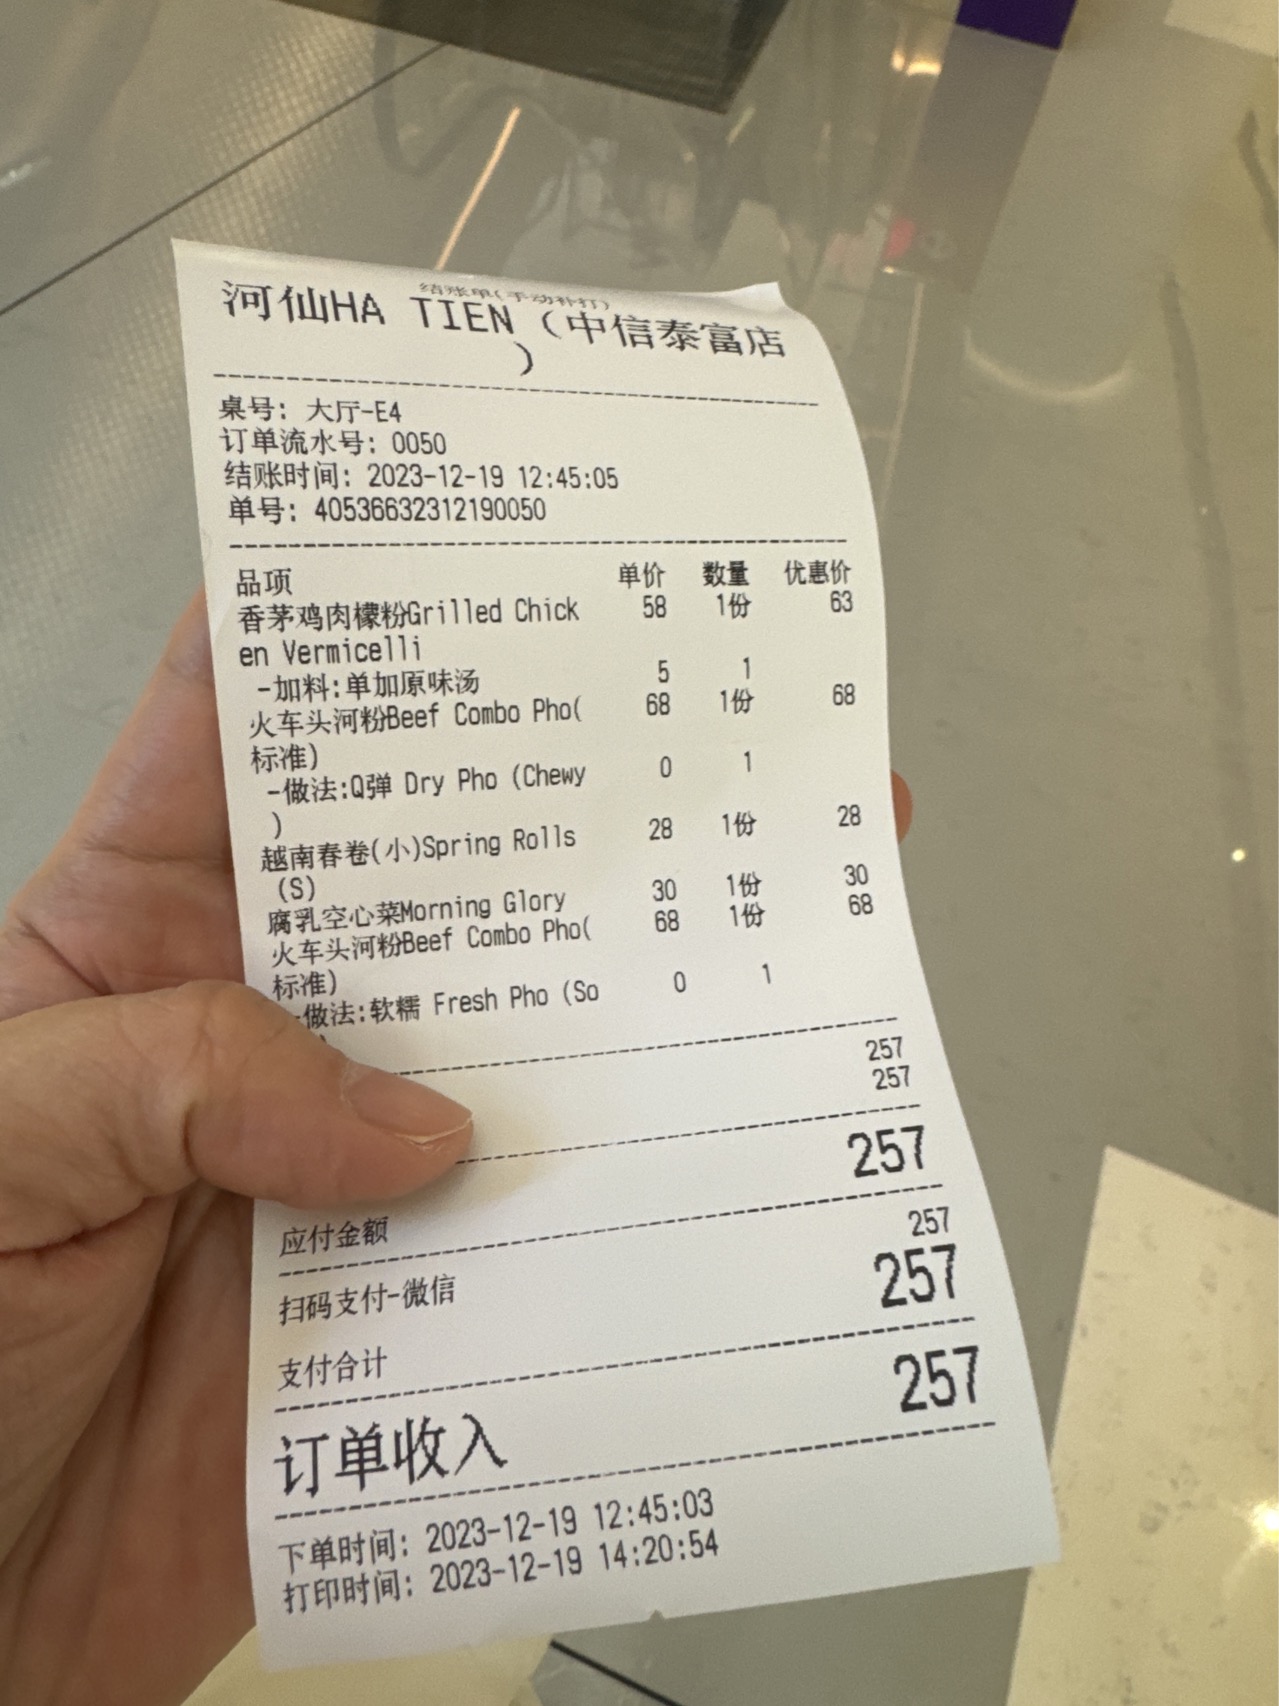 结账单(手动补打)
河仙HA TIEN（中信泰富店
）
桌号: 大厅-E4
订单流水号: 0050
结账时间: 2023-12-19 12:45:05
单号: 40536632312190050
品项 单价 数量 优惠价
香茅鸡肉檬粉Grilled Chick 58 1份 63
en Vermicelli
-加料:单加原味汤 5 1
火车头河粉Beef Combo Pho( 68 1份 68
标准)
-做法:Q弹 Dry Pho (Chewy 0 1
)
越南春卷(小)Spring Rolls 28 1份 28
(S)
腐乳空心菜Morning Glory 30 1份 30
火车头河粉Beef Combo Pho( 68 1份 68
标准)
-做法:软糯 Fresh Pho (So 0 1
)
257
257
257
应付金额
257
扫码支付-微信
257
支付合计
257
订单收入
下单时间: 2023-12-19 12:45:03
打印时间: 2023-12-19 14:20:54